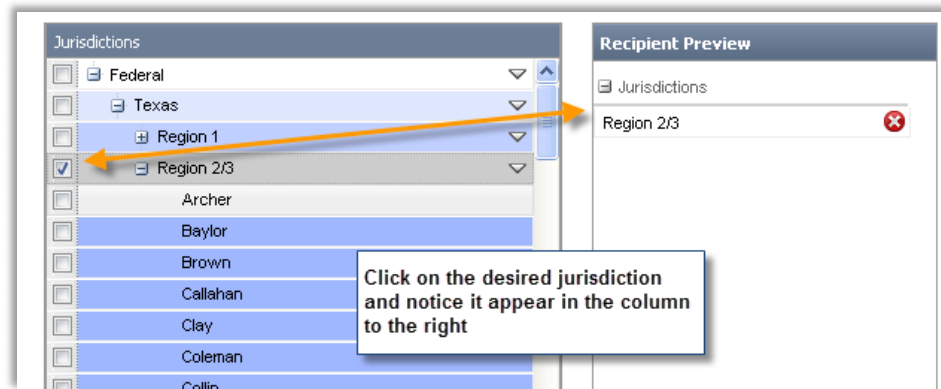 Jurisdictions
Federal
Texas
Region 1
Region 2/3
Archer
Baylor
Brown
Callahan
Clay
Coleman
Collin
Recipient Preview
Jurisdictions
Region 2/3
Click on the desired jurisdiction
and notice it appear in the column
to the right